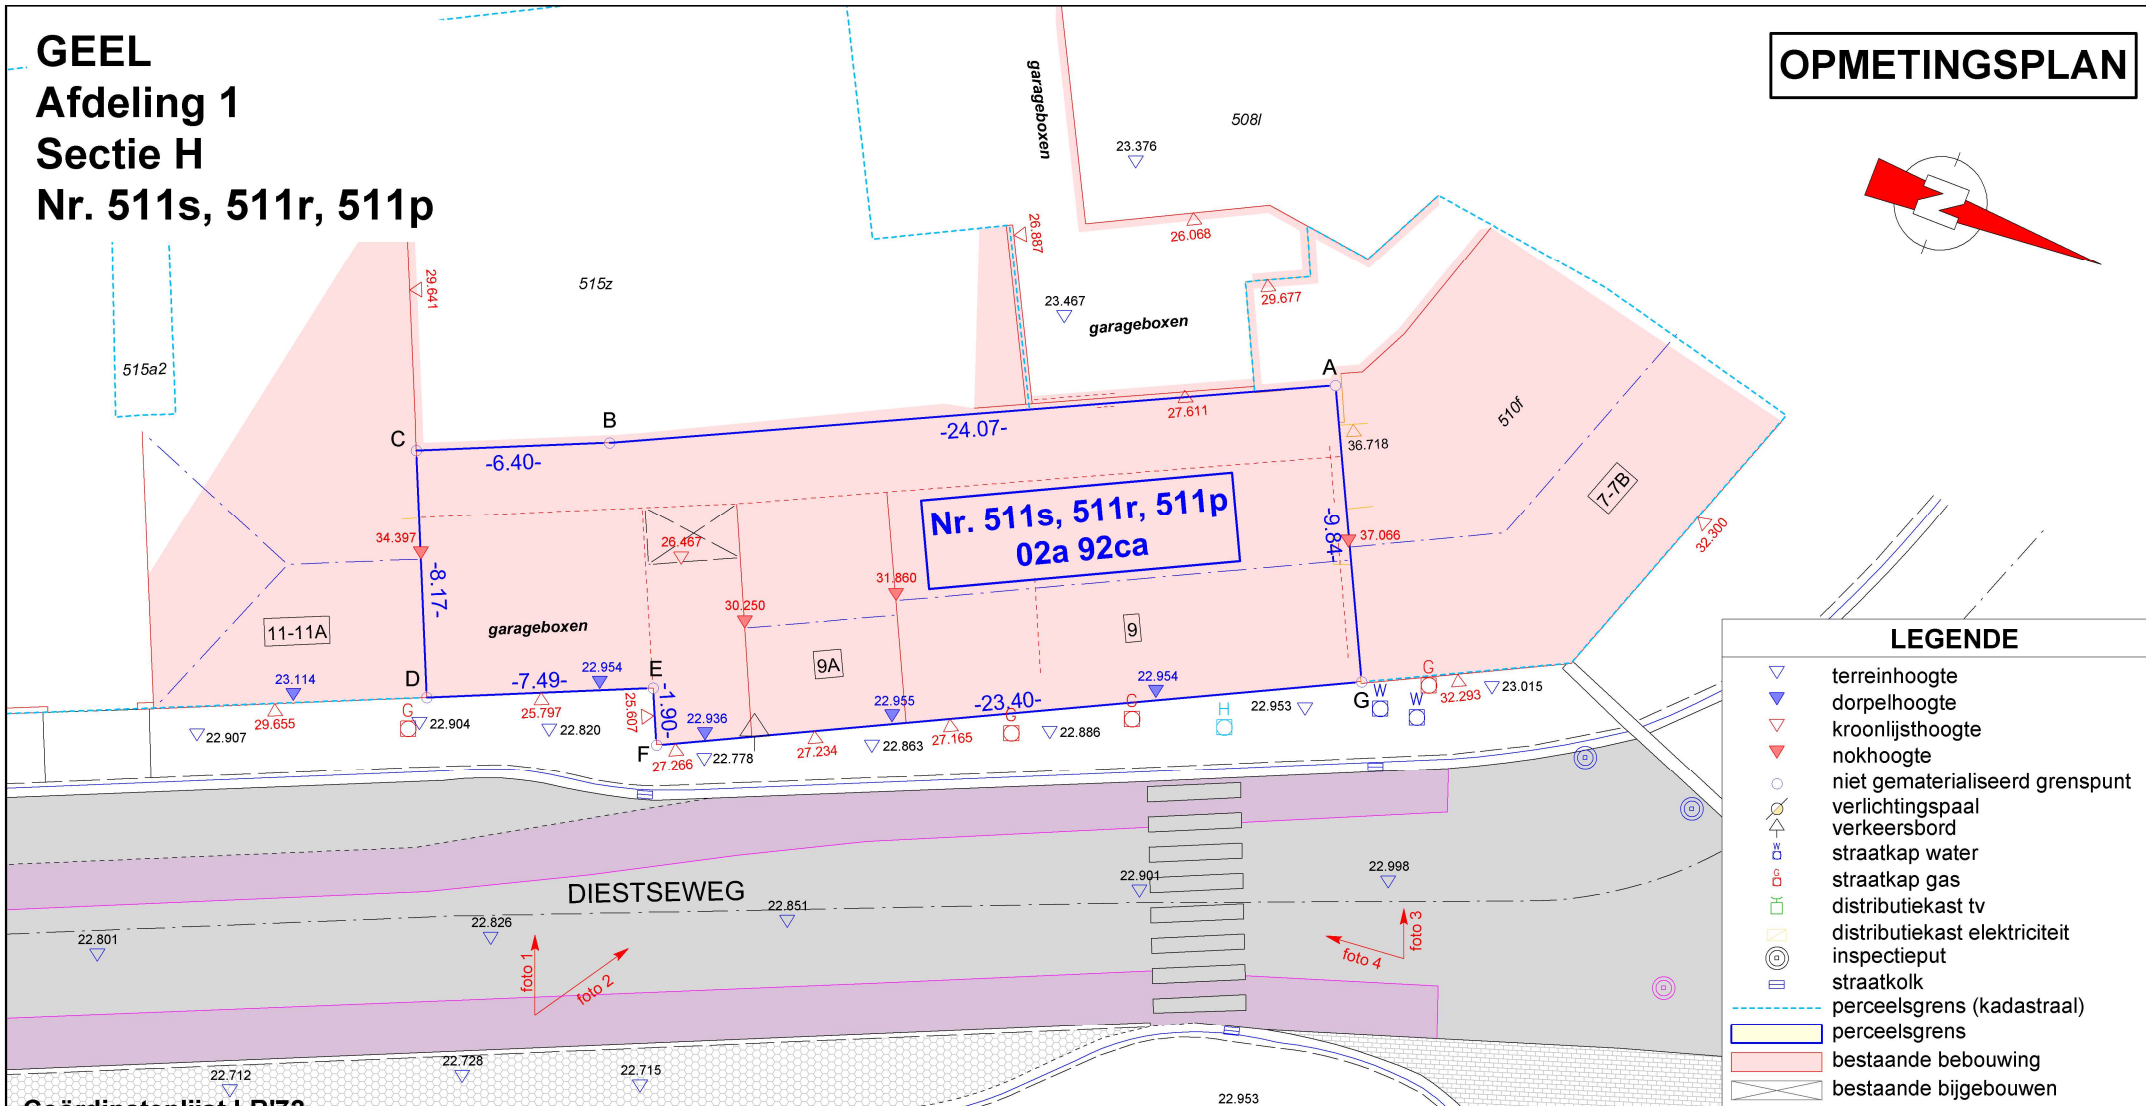 GEEL
Afdeling 1
Sectie H
Nr. 511s, 511r, 511p
OPMETINGSPLAN
garageboxen
508l
23.376
26.887
26.068
29.641
515z
23.467
29.677
garageboxen
515a2
A
27.611
510f
36.718
C
B
-6.40-
-24.07-
7-7B
Nr. 511s, 511r, 511p
02a 92ca
-9.84-
37.066
32.300
34.397
26.467
31.860
-8.17-
30.250
11-11A
garageboxen
9
9A
23.114
D
-7.49-
22.954
E
-1.90-
25.607
22.955
-23.40-
22.954
G
W
W
G
32.293
23.015
29.655
G
22.904
25.797
22.820
22.936
G
G
H
22.953
22.907
F
27.266
22.778
27.234
22.863
27.165
22.886
LEGENDE
terreinhoogte
dorpelhoogte
kroonlijsthoogte
nokhoogte
niet gematerialiseerd grenspunt
verlichtingspaal
verkeersbord
W
straatkap water
G
straatkap gas
distributiekast tv
distributiekast elektriciteit
inspectieput
straatkolk
perceelsgrens (kadastraal)
perceelsgrens
bestaande bebouwing
bestaande bijgebouwen
DIESTSEWEG
22.901
22.998
22.851
22.826
22.801
foto 1
foto 2
foto 3
foto 4
22.728
22.712
22.715
22.953